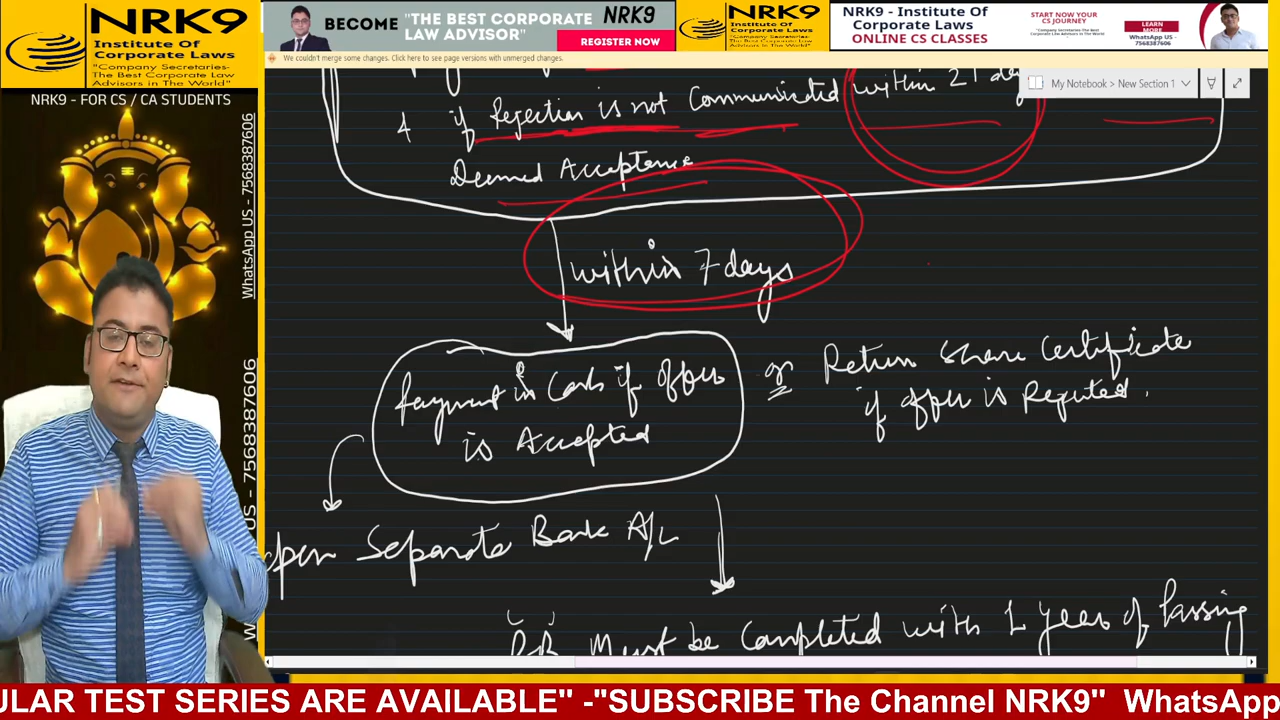 NRK9
Institute Of
Corporate Laws
"Company Secretaries-
The Best Corporate Law
Advisors in The World"
NRK9 - FOR CS / CA STUDENTS
BECOME "THE BEST CORPORATE LAW ADVISOR"
NRK9
REGISTER NOW
NRK9
Institute Of
Corporate Laws
NRK9 - Institute Of
Corporate Laws
ONLINE CS CLASSES
START NOW YOUR
CS JOURNEY
LEARN MORE
WhatsApp US -
7568387606
We couldn't merge some changes. Click here to see page versions with unmerged changes.
My Notebook > New Section 1
4 if Rejection is not Communicated within 21 day
Deemed Acceptance
within 7 days
Payment in Cash if offer
is Accepted
or Return Share Certificate
if offer is Rejected.
open Separate Bank A/c
BB Must be Completed with 1 year of Passing
WhatsApp US - 7568387606
ULAR TEST SERIES ARE AVAILABLE" -"SUBSCRIBE The Channel NRK9" WhatsApp